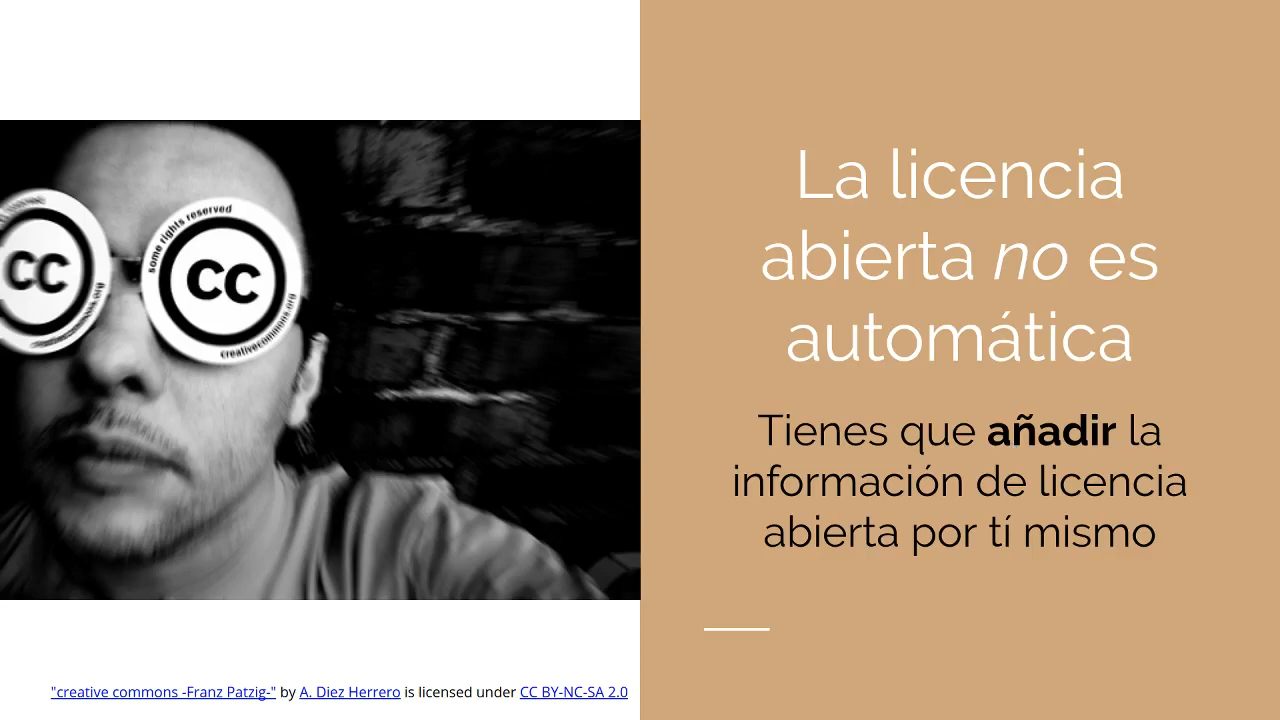 some rights reserved
CC
CC
creativecommons.org
La licencia
abierta no es
automática
Tienes que añadir la
información de licencia
abierta por tí mismo
"creative commons -Franz Patzig-" by A. Diez Herrero is licensed under CC BY-NC-SA 2.0